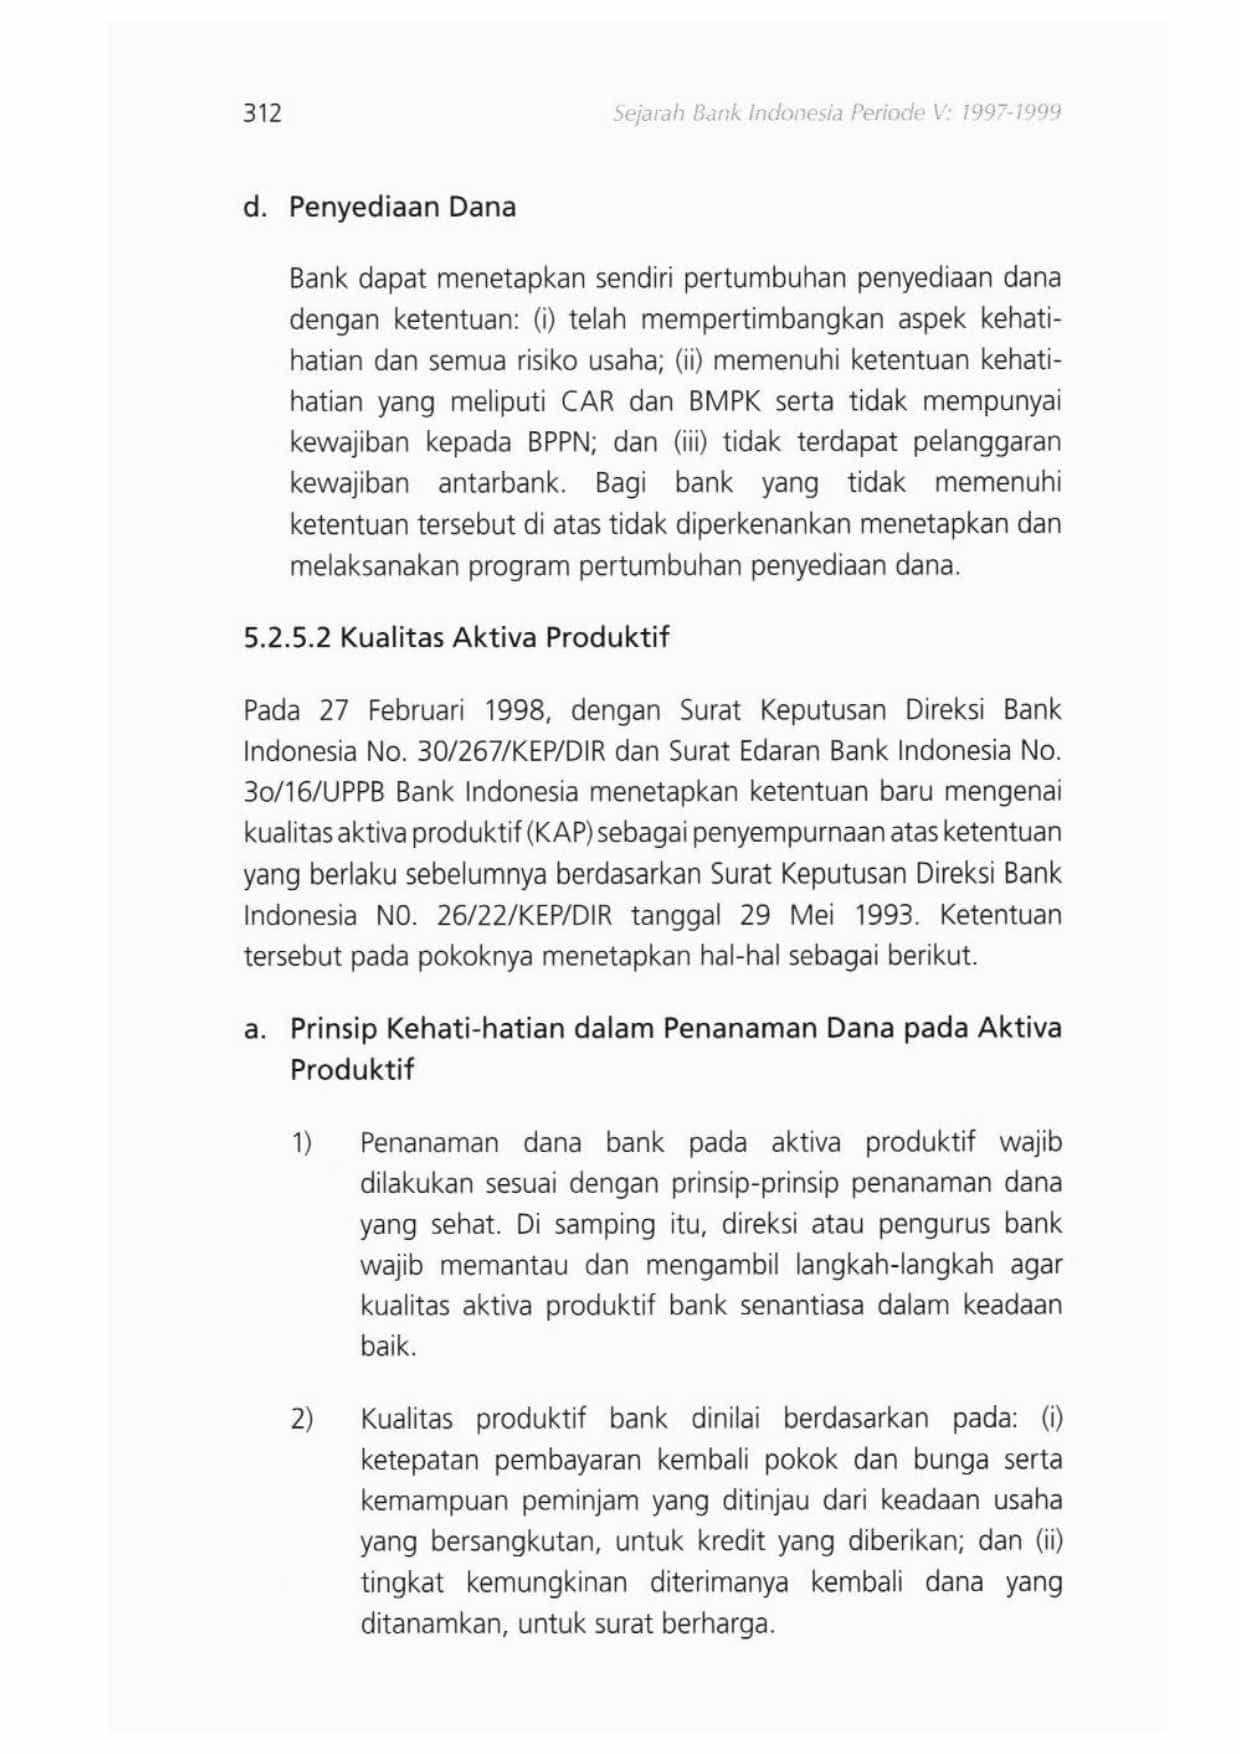 312
Sejarah Bank Indonesia Periode V: 1997-1999
d. Penyediaan Dana
Bank dapat menetapkan sendiri pertumbuhan penyediaan dana
dengan ketentuan: (i) telah mempertimbangkan aspek kehati-
hatian dan semua risiko usaha; (ii) memenuhi ketentuan kehati-
hatian yang meliputi CAR dan BMPK serta tidak mempunyai
kewajiban kepada BPPN; dan (iii) tidak terdapat pelanggaran
kewajiban antarbank. Bagi bank yang tidak memenuhi
ketentuan tersebut di atas tidak diperkenankan menetapkan dan
melaksanakan program pertumbuhan penyediaan dana.
5.2.5.2 Kualitas Aktiva Produktif
Pada 27 Februari 1998, dengan Surat Keputusan Direksi Bank
Indonesia No. 30/267/KEP/DIR dan Surat Edaran Bank Indonesia No.
3o/16/UPPB Bank Indonesia menetapkan ketentuan baru mengenai
kualitas aktiva produktif (KAP) sebagai penyempurnaan atas ketentuan
yang berlaku sebelumnya berdasarkan Surat Keputusan Direksi Bank
Indonesia N0. 26/22/KEP/DIR tanggal 29 Mei 1993. Ketentuan
tersebut pada pokoknya menetapkan hal-hal sebagai berikut.
a. Prinsip Kehati-hatian dalam Penanaman Dana pada Aktiva
Produktif
1) Penanaman dana bank pada aktiva produktif wajib
dilakukan sesuai dengan prinsip-prinsip penanaman dana
yang sehat. Di samping itu, direksi atau pengurus bank
wajib memantau dan mengambil langkah-langkah agar
kualitas aktiva produktif bank senantiasa dalam keadaan
baik.
2) Kualitas produktif bank dinilai berdasarkan pada: (i)
ketepatan pembayaran kembali pokok dan bunga serta
kemampuan peminjam yang ditinjau dari keadaan usaha
yang bersangkutan, untuk kredit yang diberikan; dan (ii)
tingkat kemungkinan diterimanya kembali dana yang
ditanamkan, untuk surat berharga.